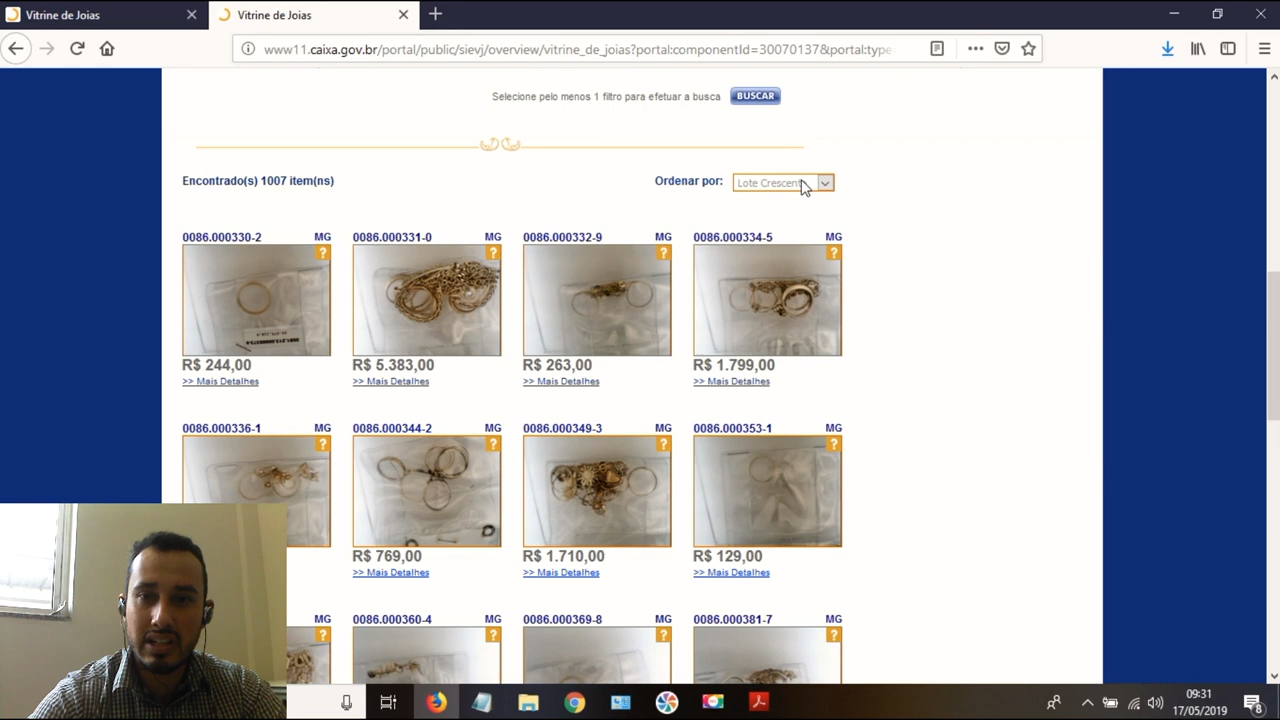 Vitrine de Joias
Vitrine de Joias
www11.caixa.gov.br/portal/public/sievj/overview/vitrine_de_joias?portal:componentId=30070137&portal:type
Selecione pelo menos 1 filtro para efetuar a busca BUSCAR
Encontrado(s) 1007 item(ns)
Ordenar por: Lote Crescent
0086.000330-2 MG 0086.000331-0 MG 0086.000332-9 MG 0086.000334-5 MG
? ? ? ?
R$ 244,00 R$ 5.383,00 R$ 263,00 R$ 1.799,00
>> Mais Detalhes >> Mais Detalhes >> Mais Detalhes >> Mais Detalhes
0086.000336-1 MG 0086.000344-2 MG 0086.000349-3 MG 0086.000353-1 MG
? ? ? ?
R$ 769,00 R$ 1.710,00 R$ 129,00
>> Mais Detalhes >> Mais Detalhes >> Mais Detalhes
MG 0086.000360-4 MG 0086.000369-8 MG 0086.000381-7 MG
? ? ? ?
09:31
17/05/2019
8